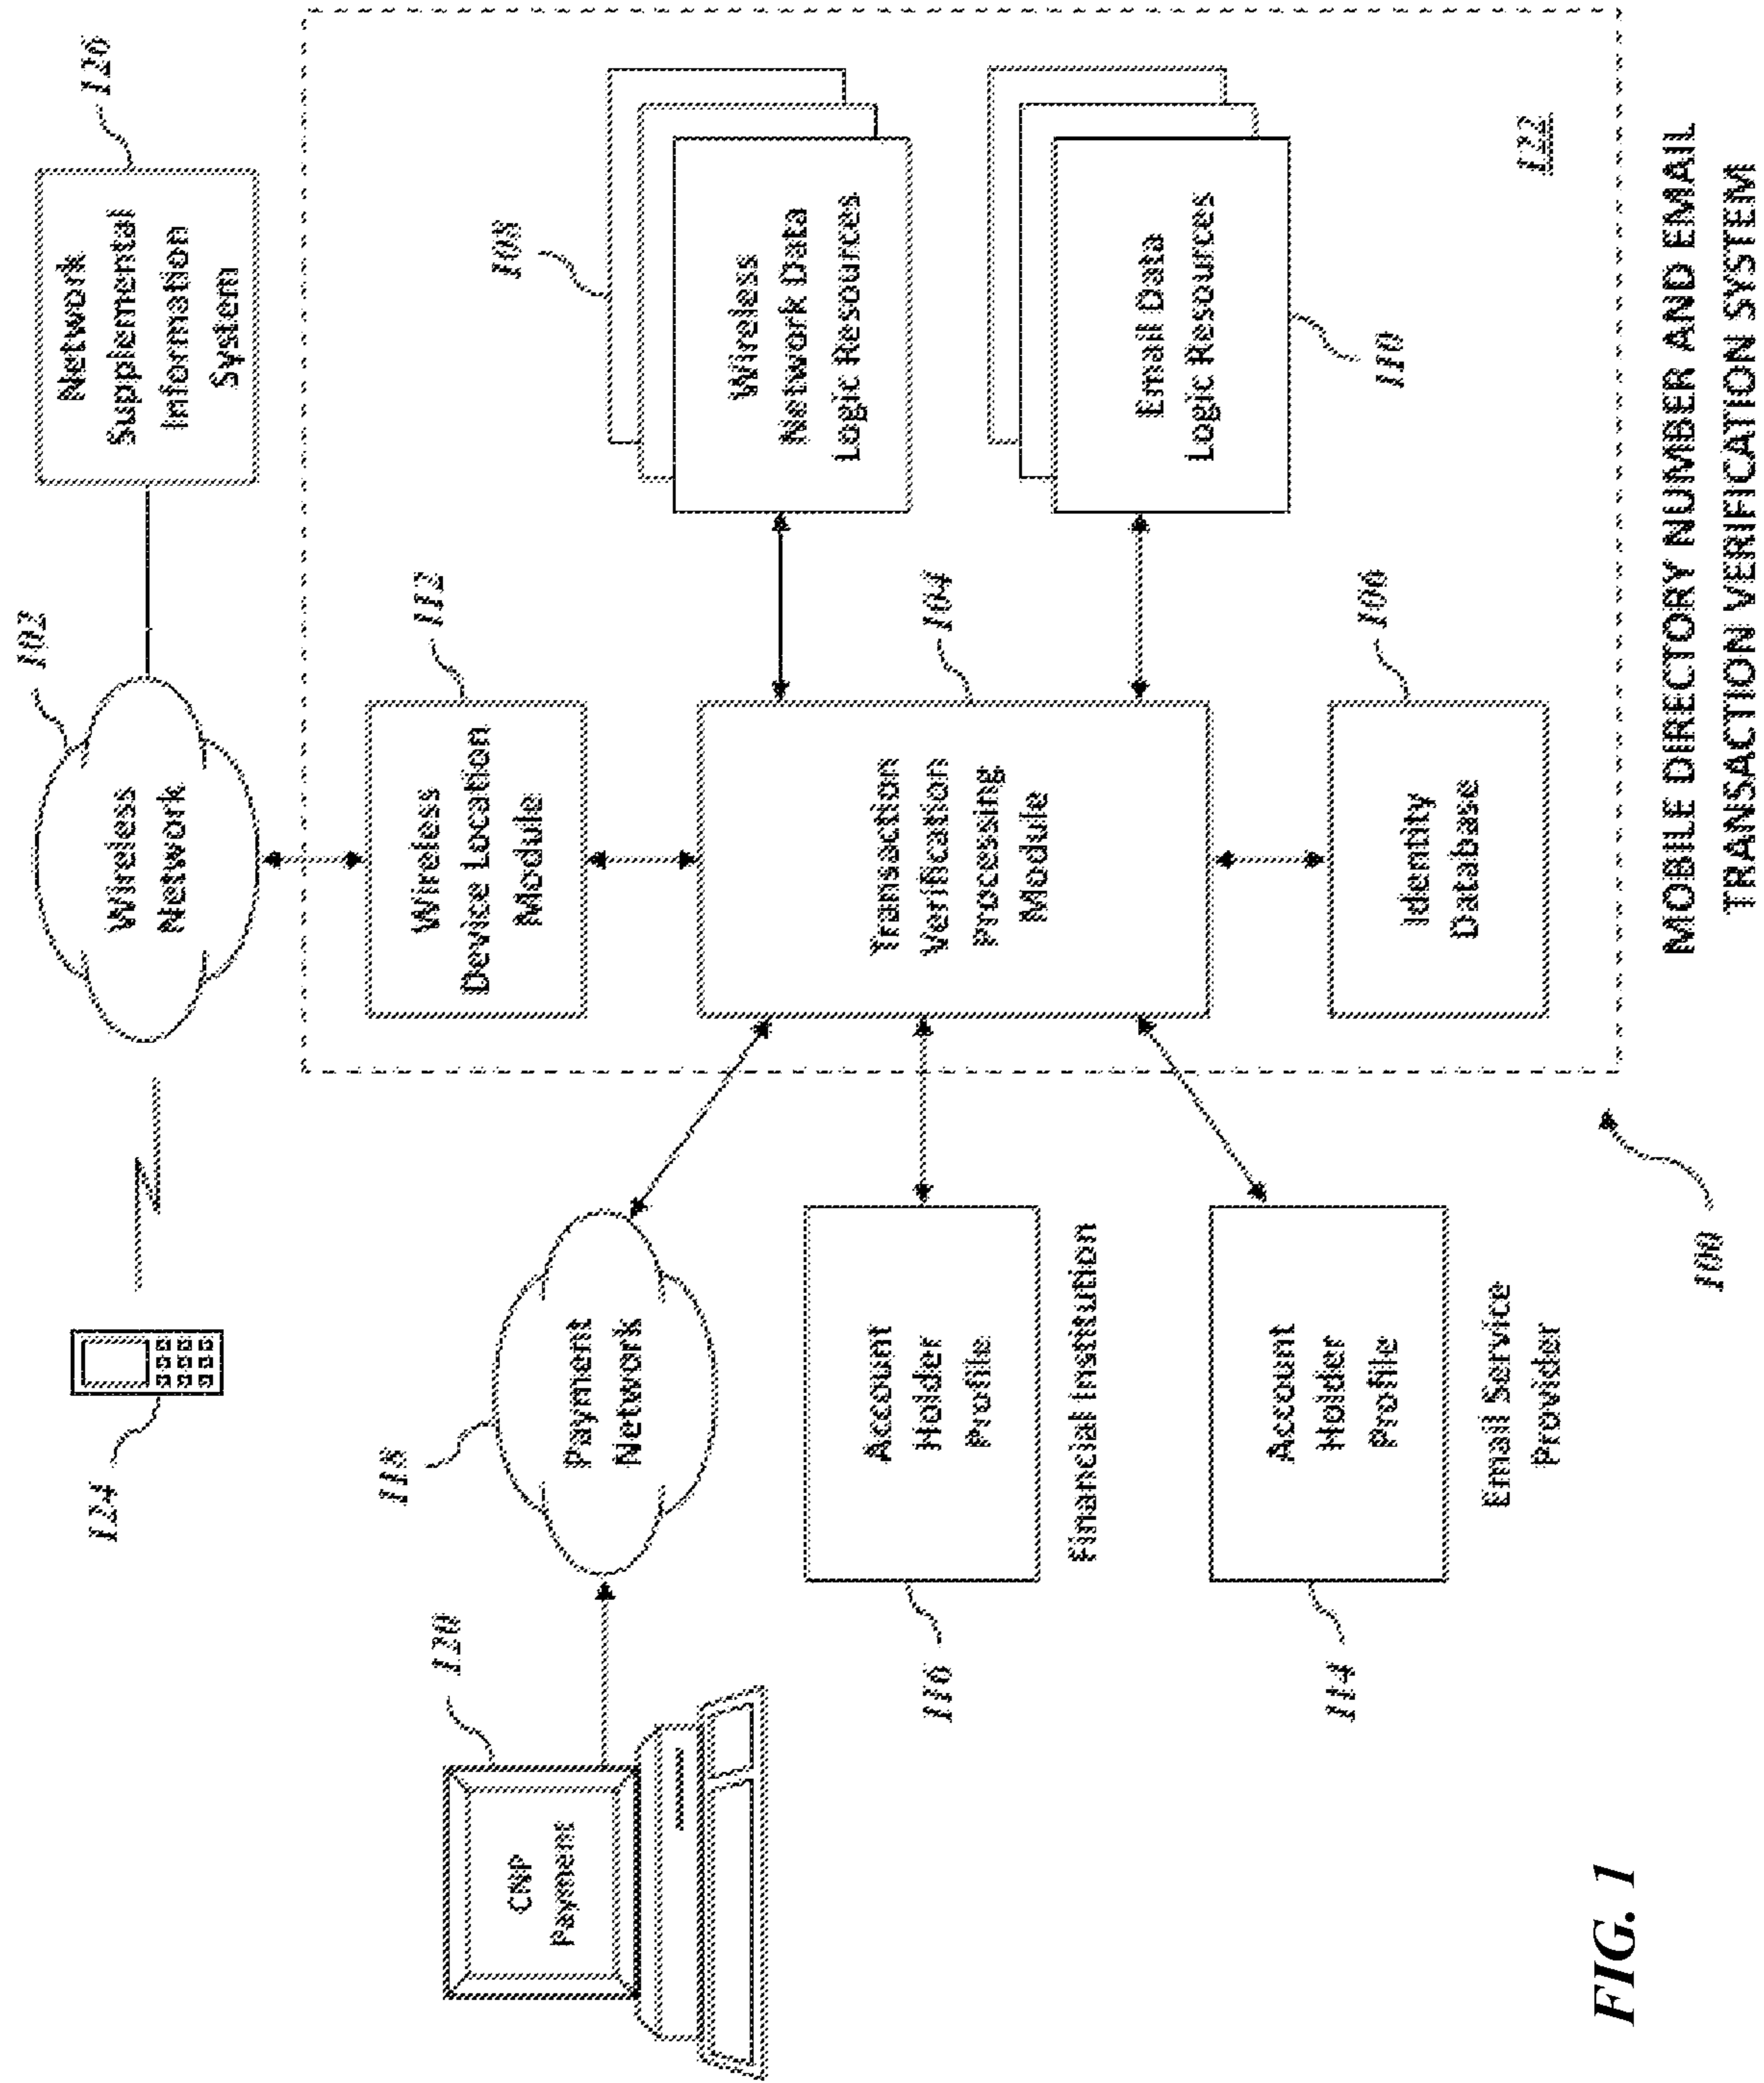 102
126
124
Wireless
Network
Network
Supplemental
Information
System
118
112
120
108
CNP
Payment
Payment
Network
Wireless
Device Location
Module
Wireless
Network Data
Logic Resources
116
104
Account
Holder
Profile
Financial Institution
Transaction
Verification
Processing
Module
Email Data
Logic Resources
110
114
106
Account
Holder
Profile
Email Service
Provider
Identity
Database
122
FIG. 1
100
MOBILE DIRECTORY NUMBER AND EMAIL
TRANSACTION VERIFICATION SYSTEM